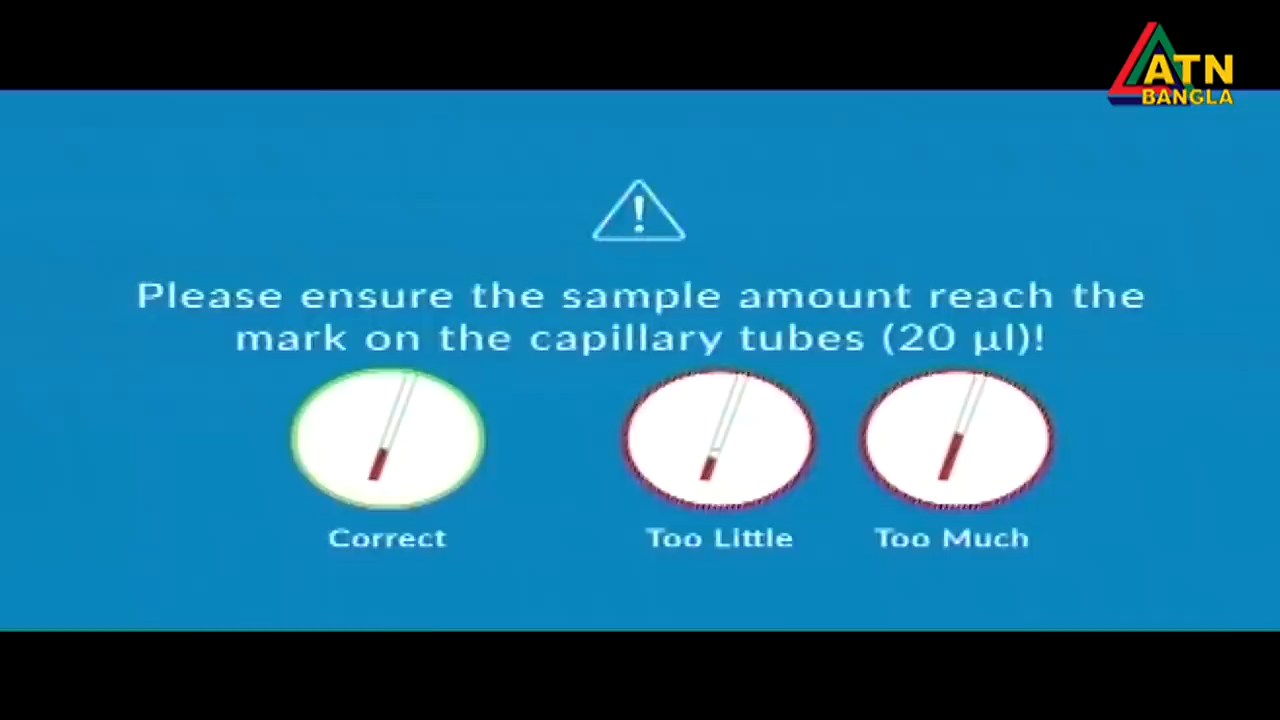 ATN
BANGLA
Please ensure the sample amount reach the
mark on the capillary tubes (20 µl)!
Correct
Too Little
Too Much